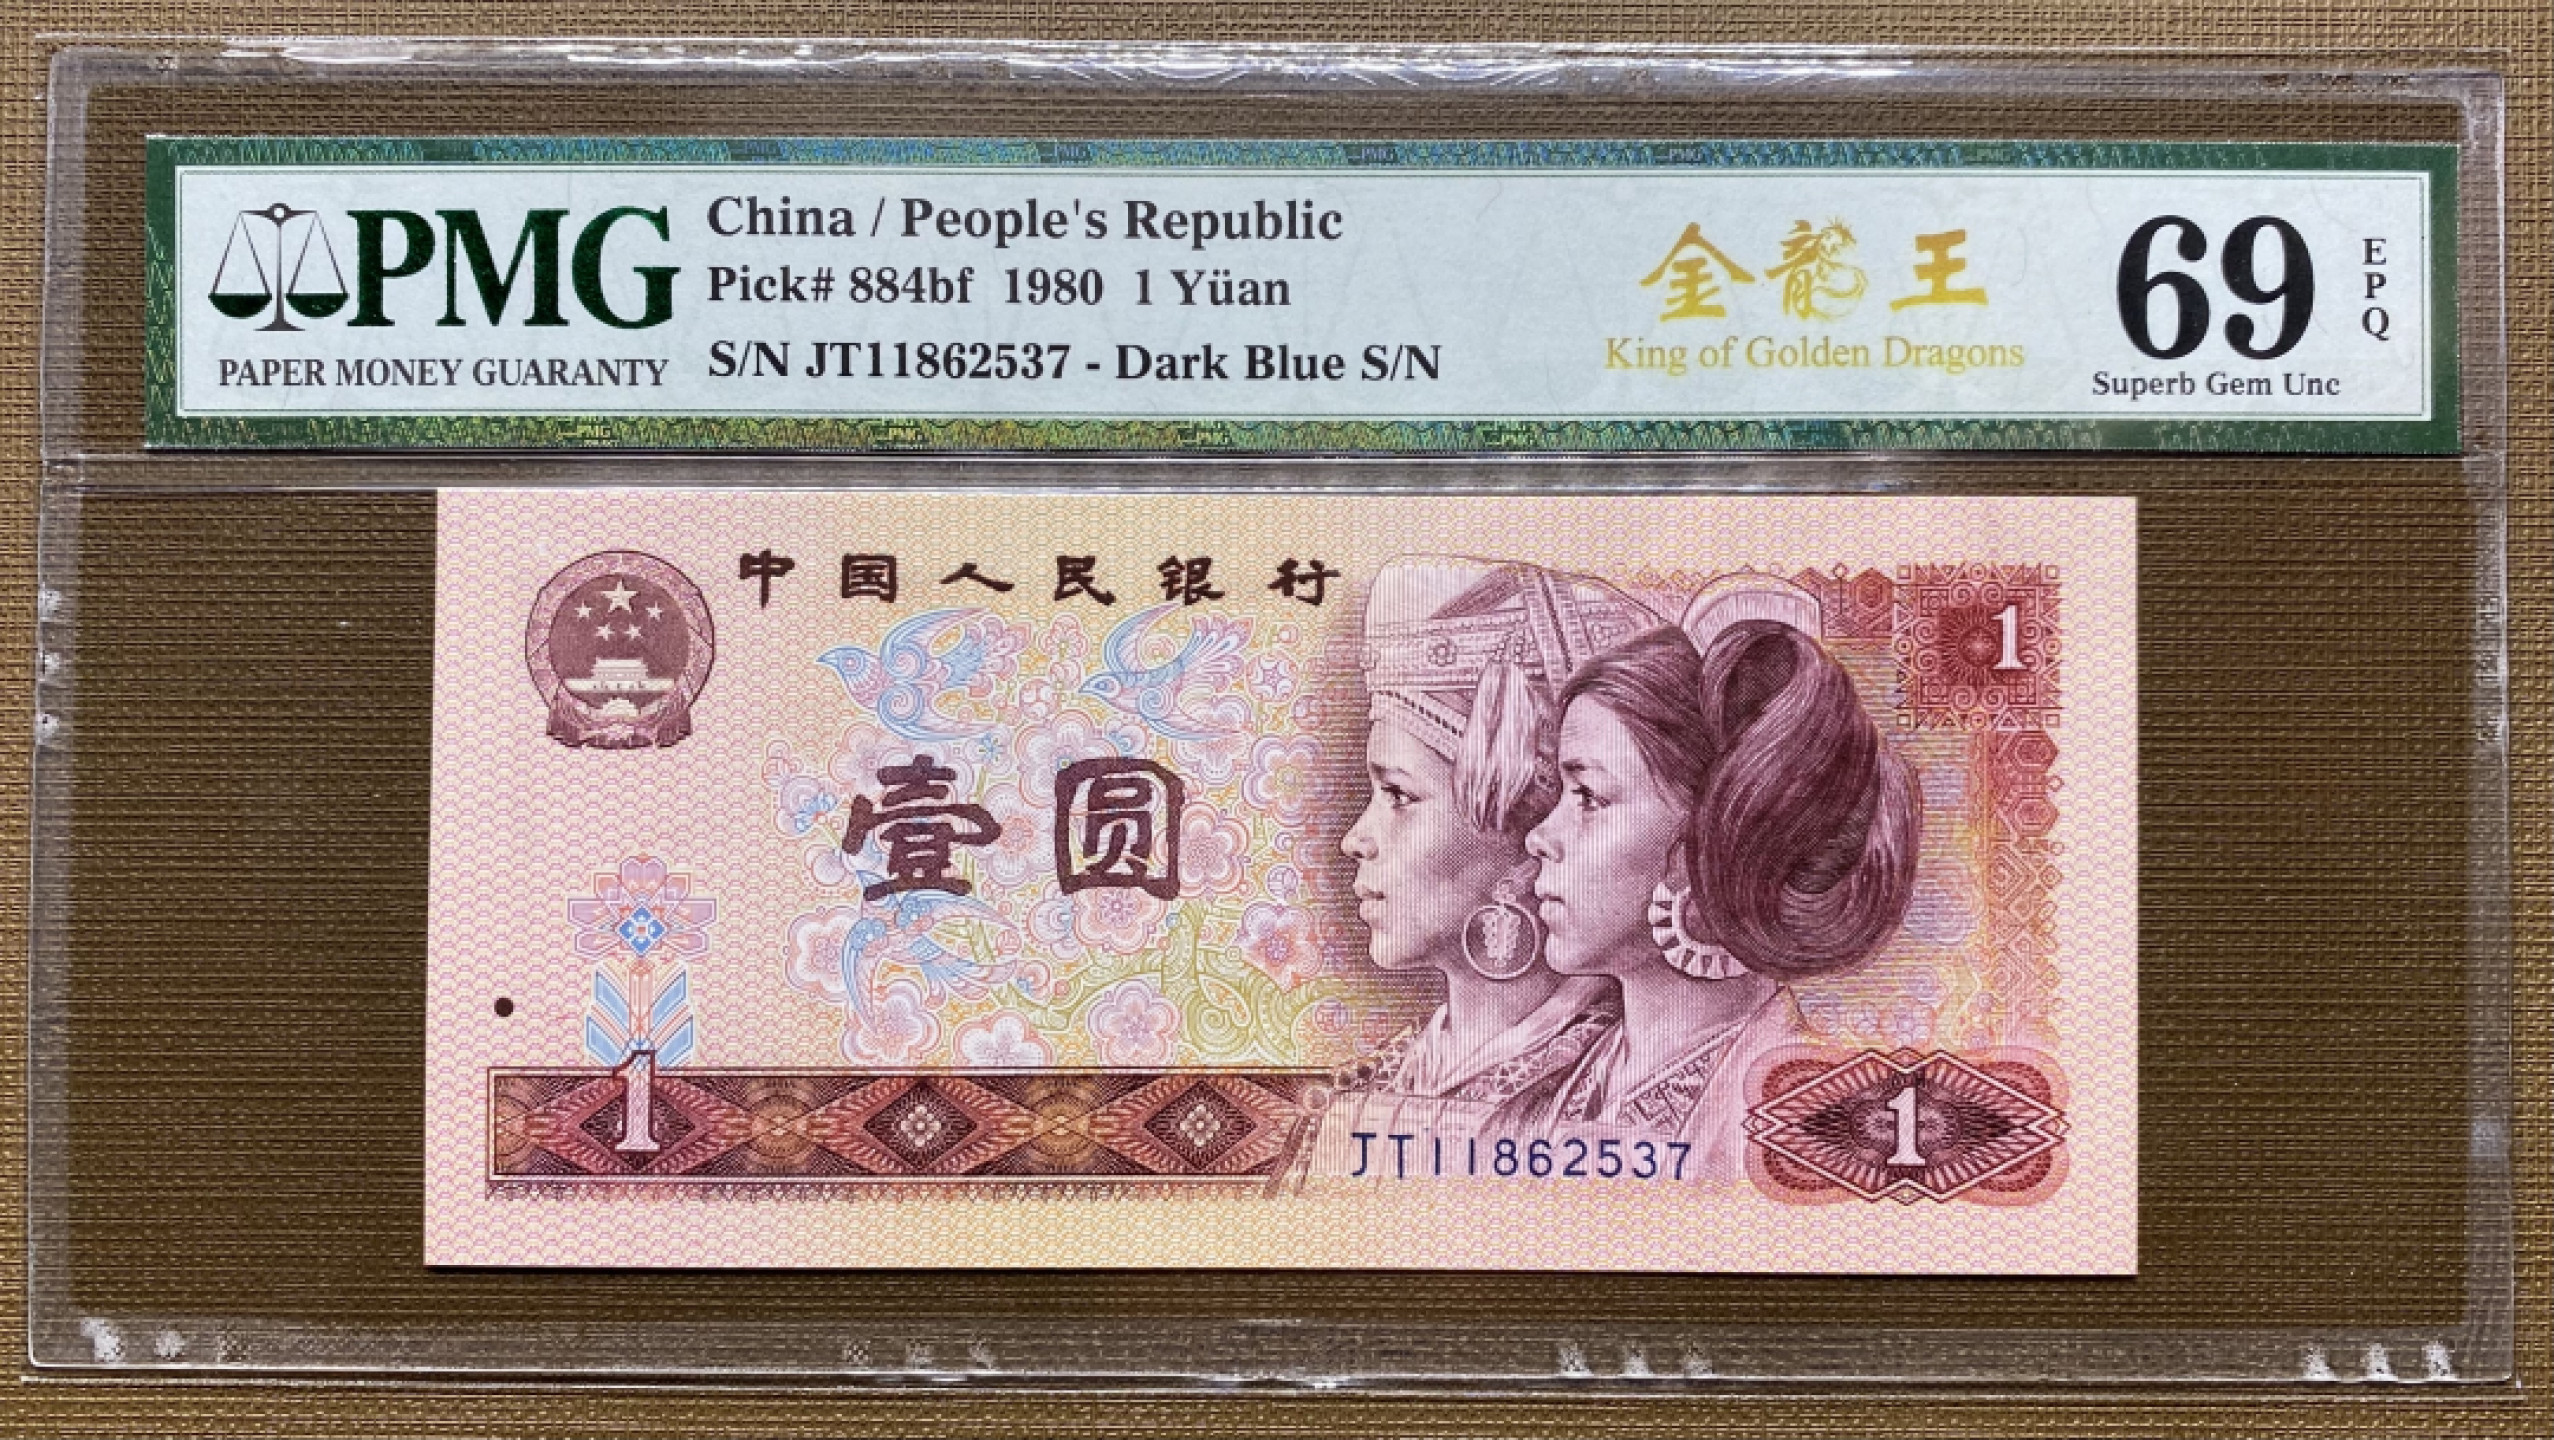 PMG
PAPER MONEY GUARANTY
China / People's Republic
Pick# 884bf 1980 1 Yüan
S/N JT11862537 - Dark Blue S/N
金龍王
King of Golden Dragons
69
EPQ
Superb Gem Unc
中国人民银行
1
壹圆
1
JT11862537
1